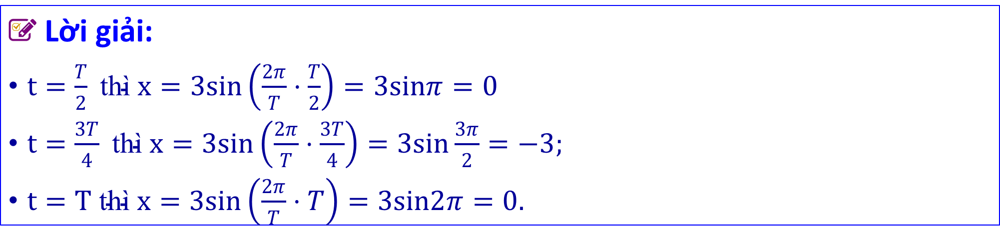 Lời giải:
• t = T/2 thì x = 3sin(2π/T · T/2) = 3sinπ = 0
• t = 3T/4 thì x = 3sin(2π/T · 3T/4) = 3sin 3π/2 = −3;
• t = T thì x = 3sin(2π/T · T) = 3sin2π = 0.